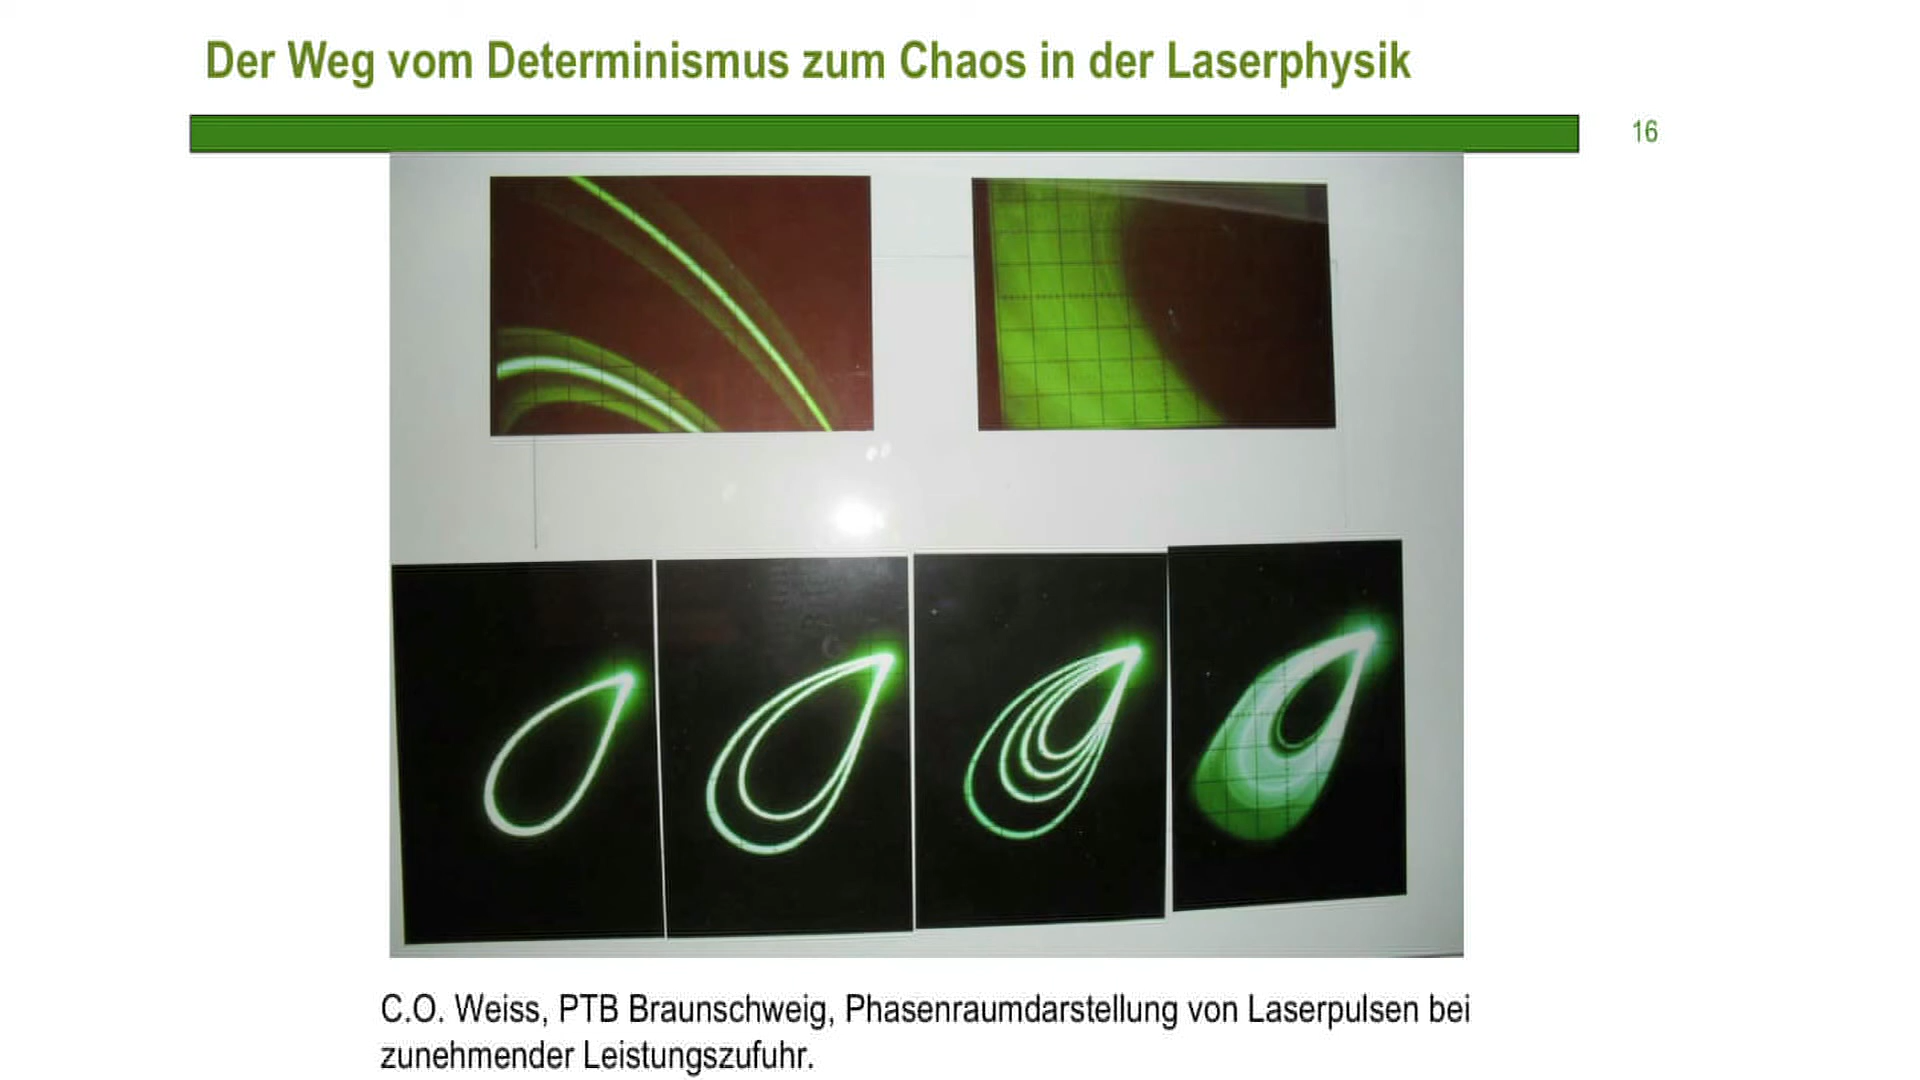 Der Weg vom Determinismus zum Chaos in der Laserphysik
16
C.O. Weiss, PTB Braunschweig, Phasenraumdarstellung von Laserpulsen bei
zunehmender Leistungszufuhr.